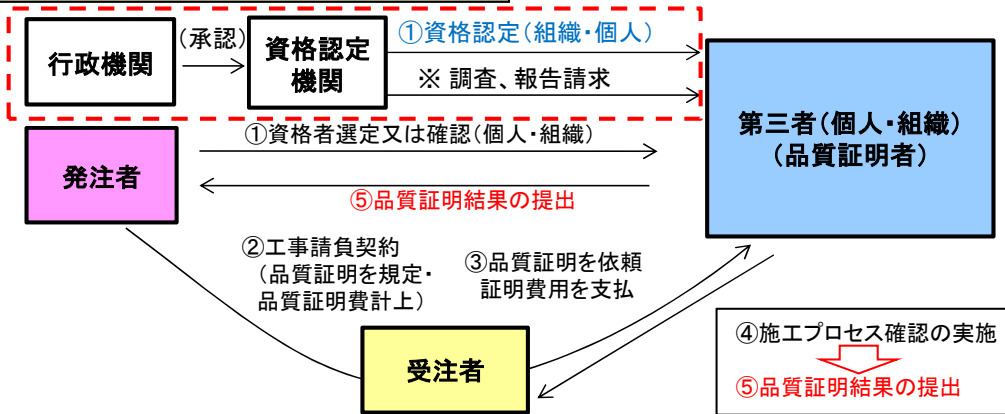 行政機関
(承認)
資格認定
機関
①資格認定(組織・個人)
※ 調査、報告請求
第三者(個人・組織)
(品質証明者)
発注者
①資格者選定又は確認(個人・組織)
⑤品質証明結果の提出
②工事請負契約
(品質証明を規定・
品質証明費計上)
③品質証明を依頼
証明費用を支払
受注者
④施工プロセス確認の実施
⑤品質証明結果の提出